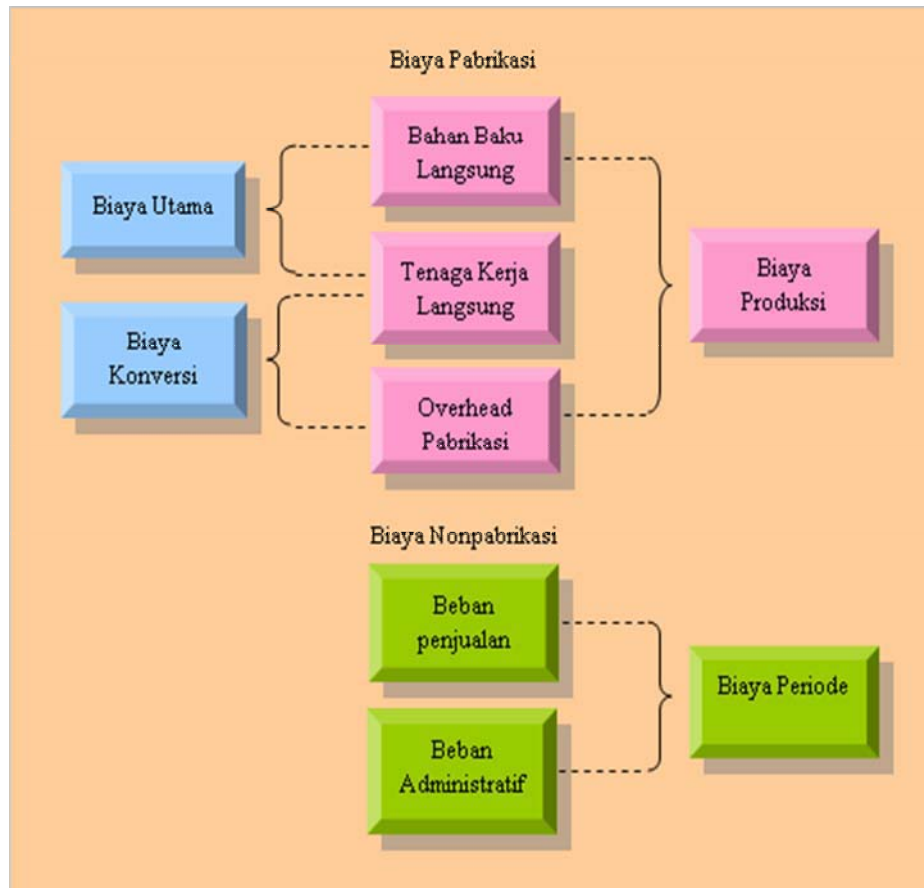 Biaya Pabrikasi
Bahan Baku
Langsung
Biaya Utama
Tenaga Kerja
Langsung
Biaya
Produksi
Biaya
Konversi
Overhead
Pabrikasi
Biaya Nonpabrikasi
Beban
penjualan
Biaya Periode
Beban
Administratif